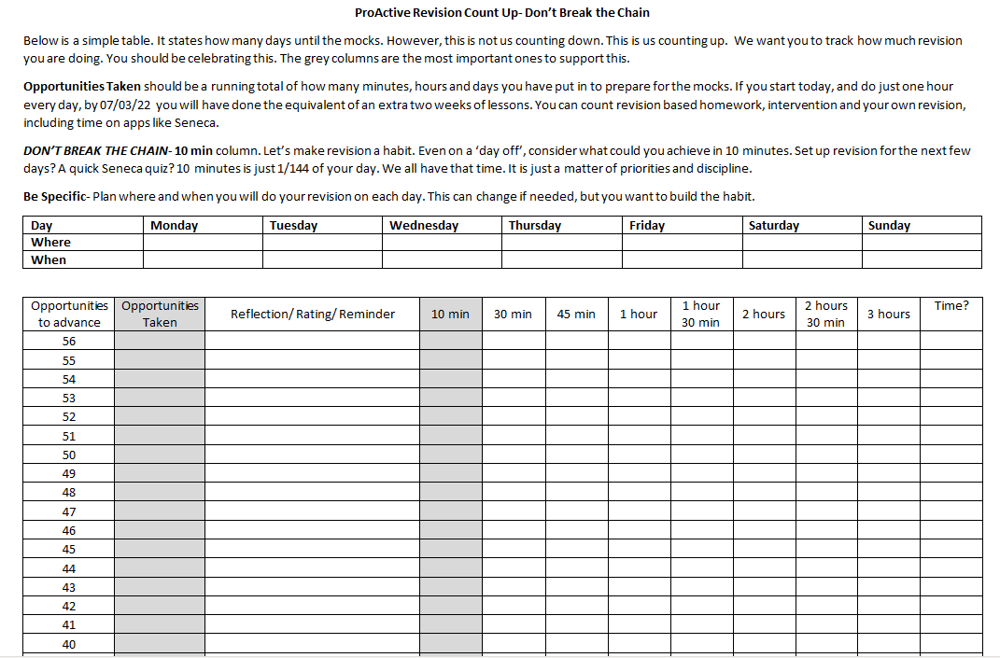 ProActive Revision Count Up- Don't Break the Chain
Below is a simple table. It states how many days until the mocks. However, this is not us counting down. This is us counting up.  We want you to track how much revision
you are doing. You should be celebrating this. The grey columns are the most important ones to support this.
Opportunities Taken should be a running total of how many minutes, hours and days you have put in to prepare for the mocks. If you start today, and do just one hour
every day, by 07/03/22  you will have done the equivalent of an extra two weeks of lessons. You can count revision based homework, intervention and your own revision,
including time on apps like Seneca.
DON'T BREAK THE CHAIN- 10 min column. Let's make revision a habit. Even on a 'day off', consider what could you achieve in 10 minutes. Set up revision for the next few
days? A quick Seneca quiz? 10 minutes is just 1/144 of your day. We all have that time. It is just a matter of priorities and discipline.
Be Specific- Plan where and when you will do your revision on each day. This can change if needed, but you want to build the habit.
Day Monday Tuesday Wednesday Thursday Friday Saturday Sunday
Where
When
Opportunities to advance Opportunities Taken Reflection/ Rating/ Reminder 10 min 30 min 45 min 1 hour 1 hour 30 min 2 hours 2 hours 30 min 3 hours Time?
56
55
54
53
52
51
50
49
48
47
46
45
44
43
42
41
40